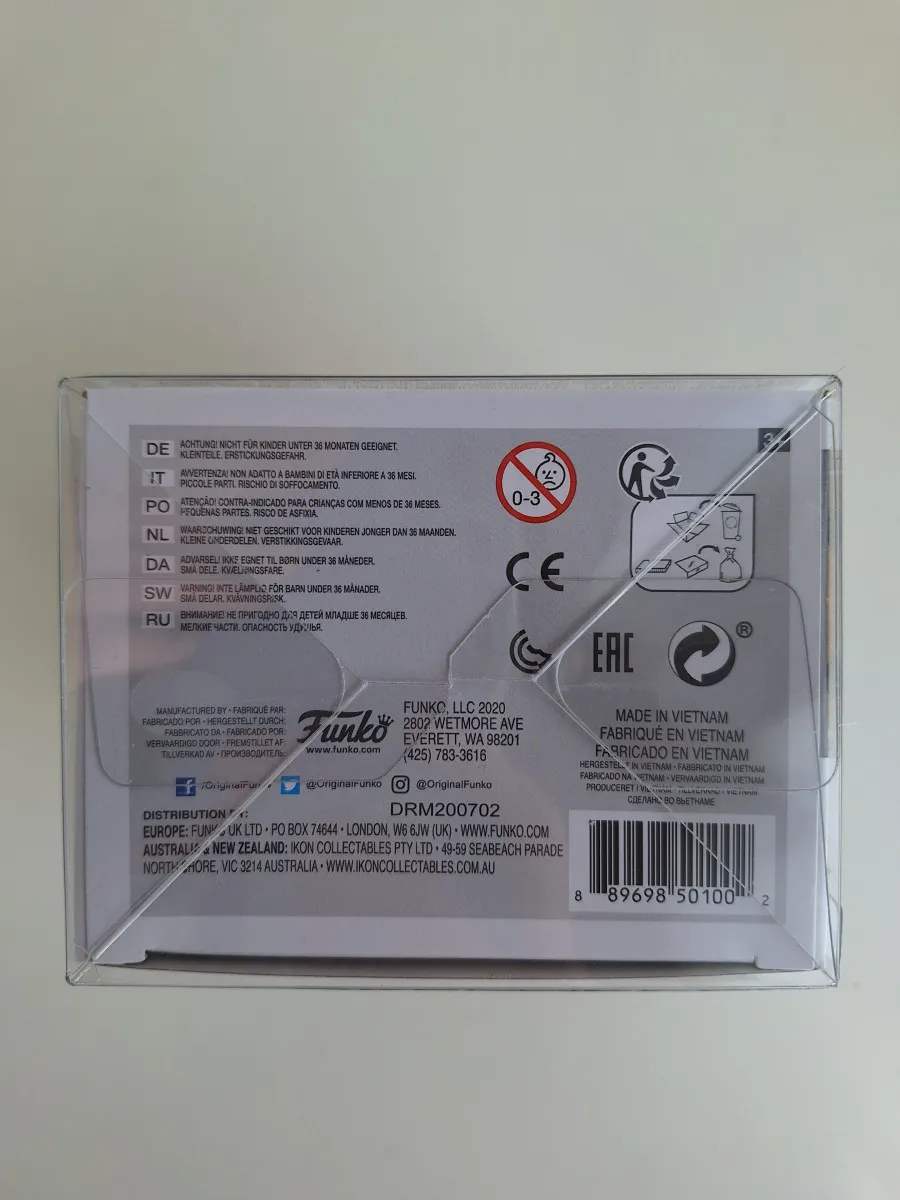 DE ACHTUNG! NICHT FÜR KINDER UNTER 36 MONATEN GEEIGNET.
KLEINTEILE. ERSTICKUNGSGEFAHR.
IT AVVERTENZA! NON ADATTO A BAMBINI DI ETÀ INFERIORE A 36 MESI.
PICCOLE PARTI. RISCHIO DI SOFFOCAMENTO.
PO ATENÇÃO! CONTRA-INDICADO PARA CRIANÇAS COM MENOS DE 36 MESES.
PEQUENAS PARTES. RISCO DE ASFIXIA.
NL WAARSCHUWING! NIET GESCHIKT VOOR KINDEREN JONGER DAN 36 MAANDEN.
KLEINE ONDERDELEN. VERSTIKKINGSGEVAAR.
DA ADVARSEL! IKKE EGNET TIL BØRN UNDER 36 MÅNEDER.
SMÅ DELE. KVÆLNINGSFARE.
SW VARNING! INTE LÄMPLIG FÖR BARN UNDER 36 MÅNADER.
SMÅ DELAR. KVÄVNINGSRISK.
RU ВНИМАНИЕ! НЕ ПРИГОДНО ДЛЯ ДЕТЕЙ МЛАДШЕ 36 МЕСЯЦЕВ.
МЕЛКИЕ ЧАСТИ. ОПАСНОСТЬ УДУШЬЯ.
0-3
CE
EAC
®
MANUFACTURED BY • FABRIQUÉ PAR:
FABRICADO POR • HERGESTELLT DURCH:
FABBRICATO DA • FABRICADO POR:
VERVAARDIGD DOOR • FREMSTILLET AF:
TILLVERKAD AV • ПРОИЗВОДИТЕЛЬ:
Funko
www.funko.com
FUNKO, LLC 2020
2802 WETMORE AVE
EVERETT, WA 98201
(425) 783-3616
/OriginalFunko @OriginalFunko @OriginalFunko
DRM200702
DISTRIBUTION BY:
EUROPE: FUNKO UK LTD • PO BOX 74644 • LONDON, W6 6JW (UK) • WWW.FUNKO.COM
AUSTRALIA & NEW ZEALAND: IKON COLLECTABLES PTY LTD • 49-59 SEABEACH PARADE
NORTH SHORE, VIC 3214 AUSTRALIA • WWW.IKONCOLLECTABLES.COM.AU
MADE IN VIETNAM
FABRIQUÉ EN VIETNAM
FABRICADO EN VIETNAM
HERGESTELLT IN VIETNAM • FABBRICATO IN VIETNAM
FABRICADO NA VIETNAM • VERVAARDIGD IN VIETNAM
PRODUCERET I VIETNAM • TILLVERKAD I VIETNAM
СДЕЛАНО ВО ВЬЕТНАМЕ
8 89698 50100 2